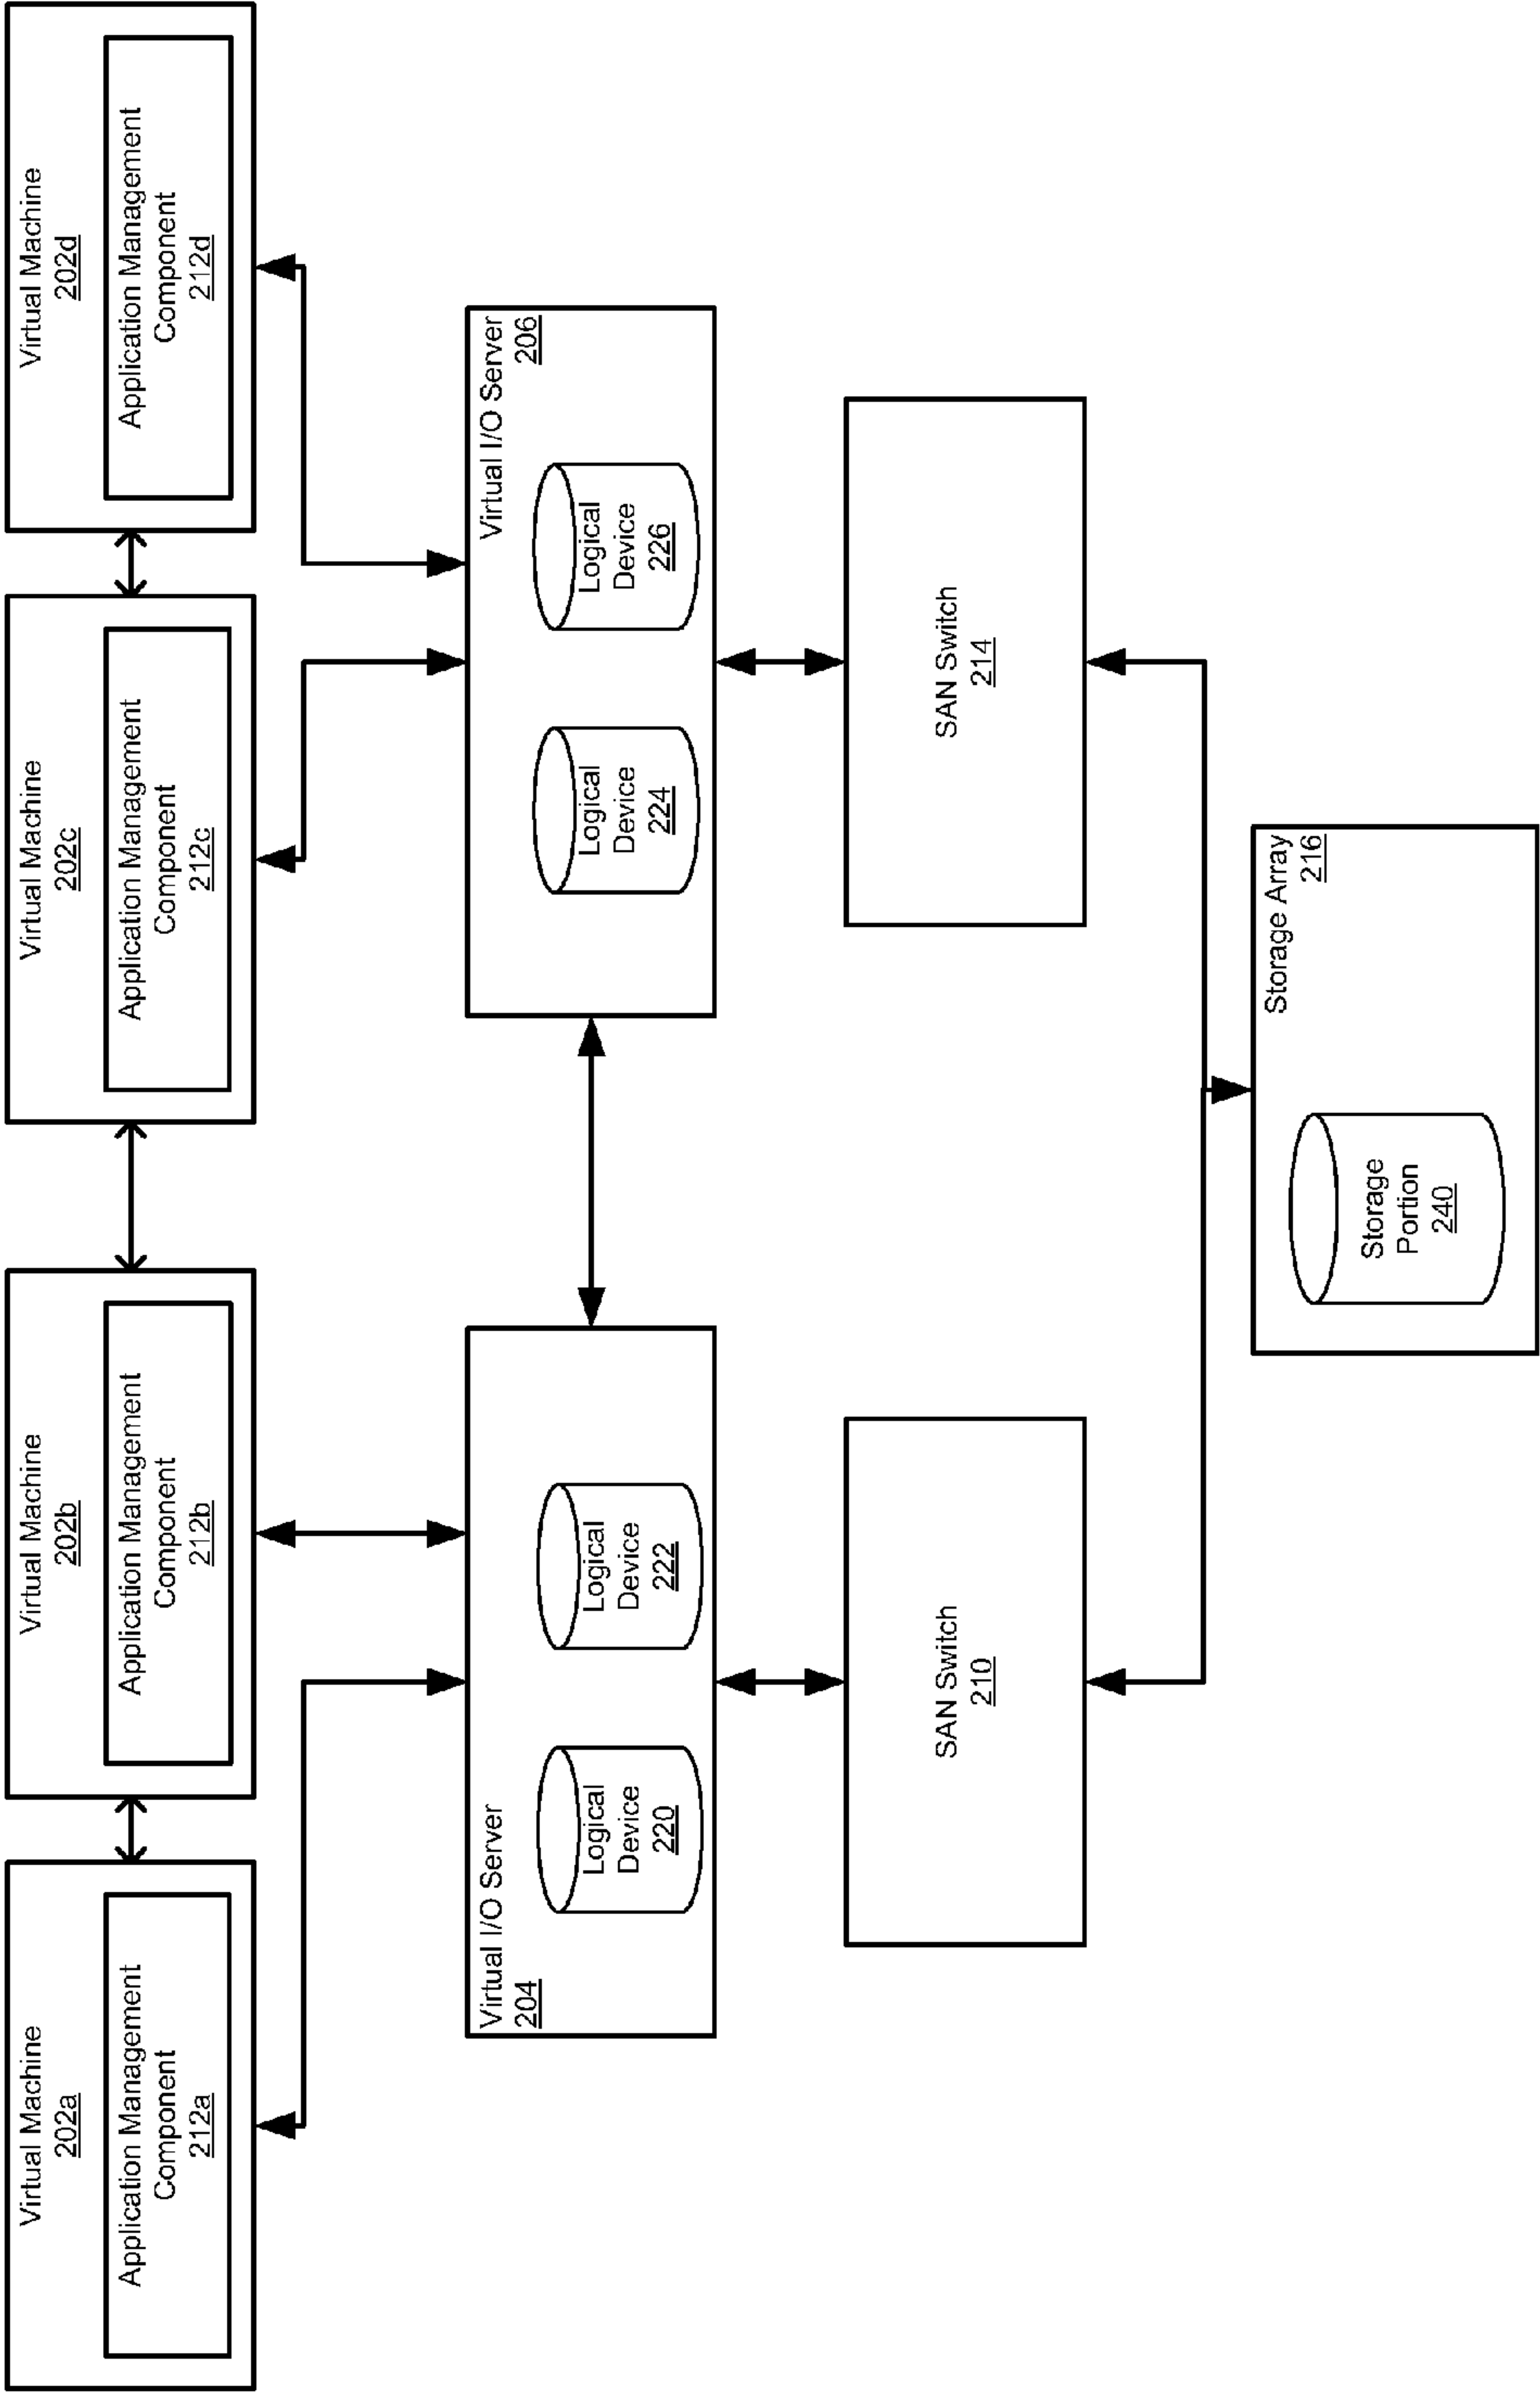 Virtual Machine
202a
Application Management
Component
212a
Virtual Machine
202b
Application Management
Component
212b
Virtual Machine
202c
Application Management
Component
212c
Virtual Machine
202d
Application Management
Component
212d
Virtual I/O Server
204
Logical
Device
220
Logical
Device
222
Virtual I/O Server
206
Logical
Device
224
Logical
Device
226
SAN Switch
210
SAN Switch
214
Storage Array
216
Storage
Portion
240